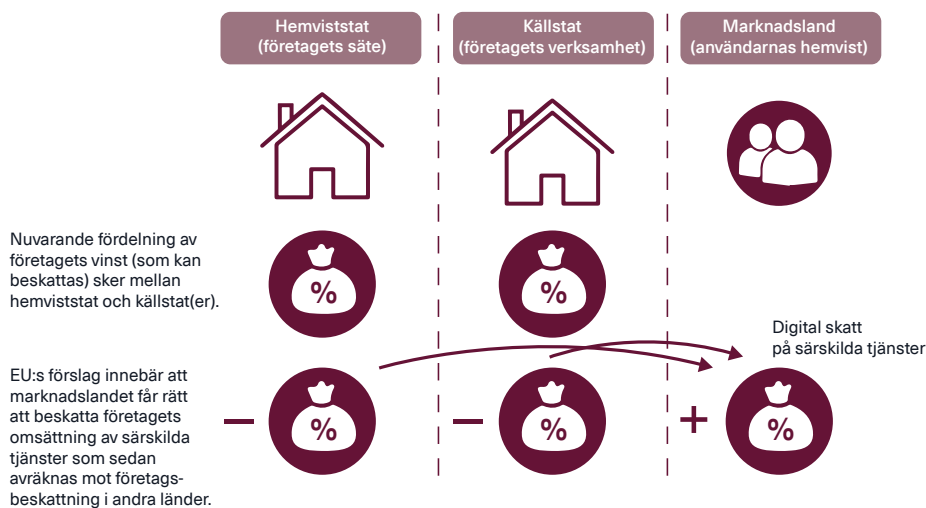 Hemviststat
(företagets säte)
Källstat
(företagets verksamhet)
Marknadsland
(användarnas hemvist)
Nuvarande fördelning av
företagets vinst (som kan
beskattas) sker mellan
hemviststat och källstat(er).
%
%
Digital skatt
på särskilda tjänster
EU:s förslag innebär att
marknadslandet får rätt
att beskatta företagets
omsättning av särskilda
tjänster som sedan
avräknas mot företags-
beskattning i andra länder.
– %
– %
+ %